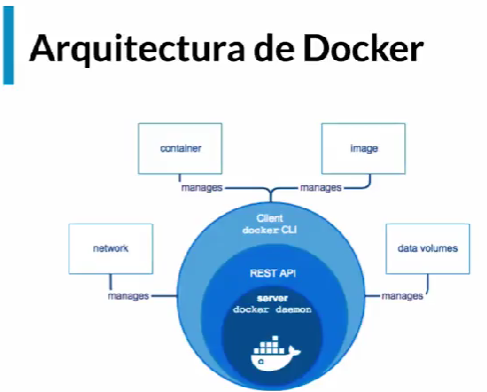 Arquitectura de Docker
container
image
manages
manages
Client
docker CLI
network
data volumes
REST API
manages
manages
server
docker daemon